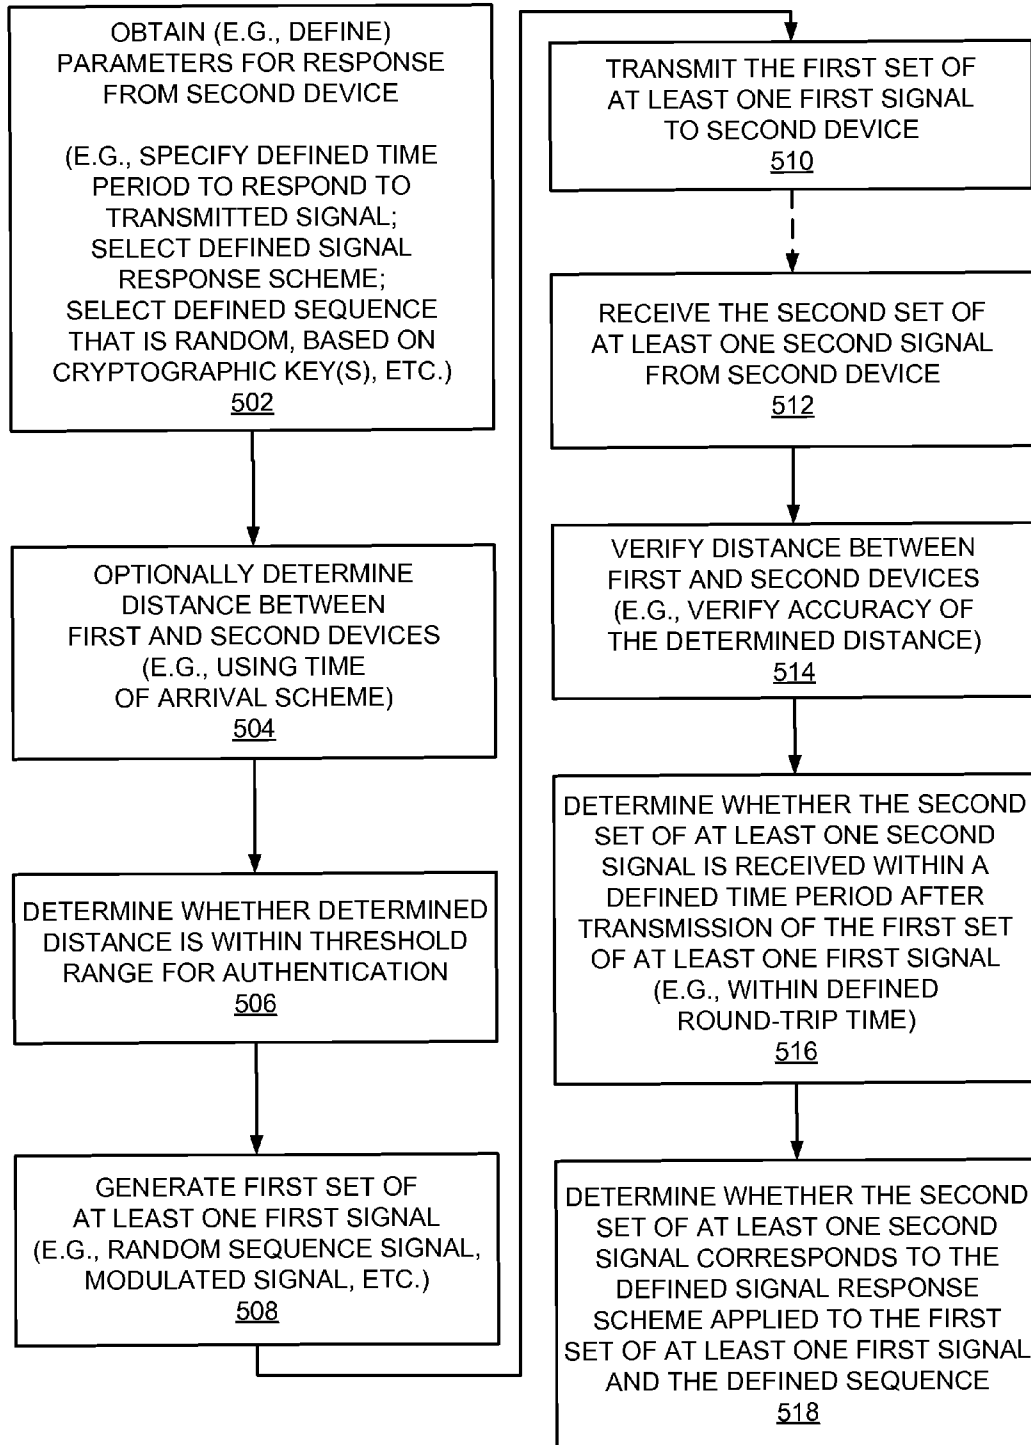 OBTAIN (E.G., DEFINE)
PARAMETERS FOR RESPONSE
FROM SECOND DEVICE
(E.G., SPECIFY DEFINED TIME
PERIOD TO RESPOND TO
TRANSMITTED SIGNAL;
SELECT DEFINED SIGNAL
RESPONSE SCHEME;
SELECT DEFINED SEQUENCE
THAT IS RANDOM, BASED ON
CRYPTOGRAPHIC KEY(S), ETC.)
502
OPTIONALLY DETERMINE
DISTANCE BETWEEN
FIRST AND SECOND DEVICES
(E.G., USING TIME
OF ARRIVAL SCHEME)
504
DETERMINE WHETHER DETERMINED
DISTANCE IS WITHIN THRESHOLD
RANGE FOR AUTHENTICATION
506
GENERATE FIRST SET OF
AT LEAST ONE FIRST SIGNAL
(E.G., RANDOM SEQUENCE SIGNAL,
MODULATED SIGNAL, ETC.)
508
TRANSMIT THE FIRST SET OF
AT LEAST ONE FIRST SIGNAL
TO SECOND DEVICE
510
RECEIVE THE SECOND SET OF
AT LEAST ONE SECOND SIGNAL
FROM SECOND DEVICE
512
VERIFY DISTANCE BETWEEN
FIRST AND SECOND DEVICES
(E.G., VERIFY ACCURACY OF
THE DETERMINED DISTANCE)
514
DETERMINE WHETHER THE SECOND
SET OF AT LEAST ONE SECOND
SIGNAL IS RECEIVED WITHIN A
DEFINED TIME PERIOD AFTER
TRANSMISSION OF THE FIRST SET
OF AT LEAST ONE FIRST SIGNAL
(E.G., WITHIN DEFINED
ROUND-TRIP TIME)
516
DETERMINE WHETHER THE SECOND
SET OF AT LEAST ONE SECOND
SIGNAL CORRESPONDS TO THE
DEFINED SIGNAL RESPONSE
SCHEME APPLIED TO THE FIRST
SET OF AT LEAST ONE FIRST SIGNAL
AND THE DEFINED SEQUENCE
518